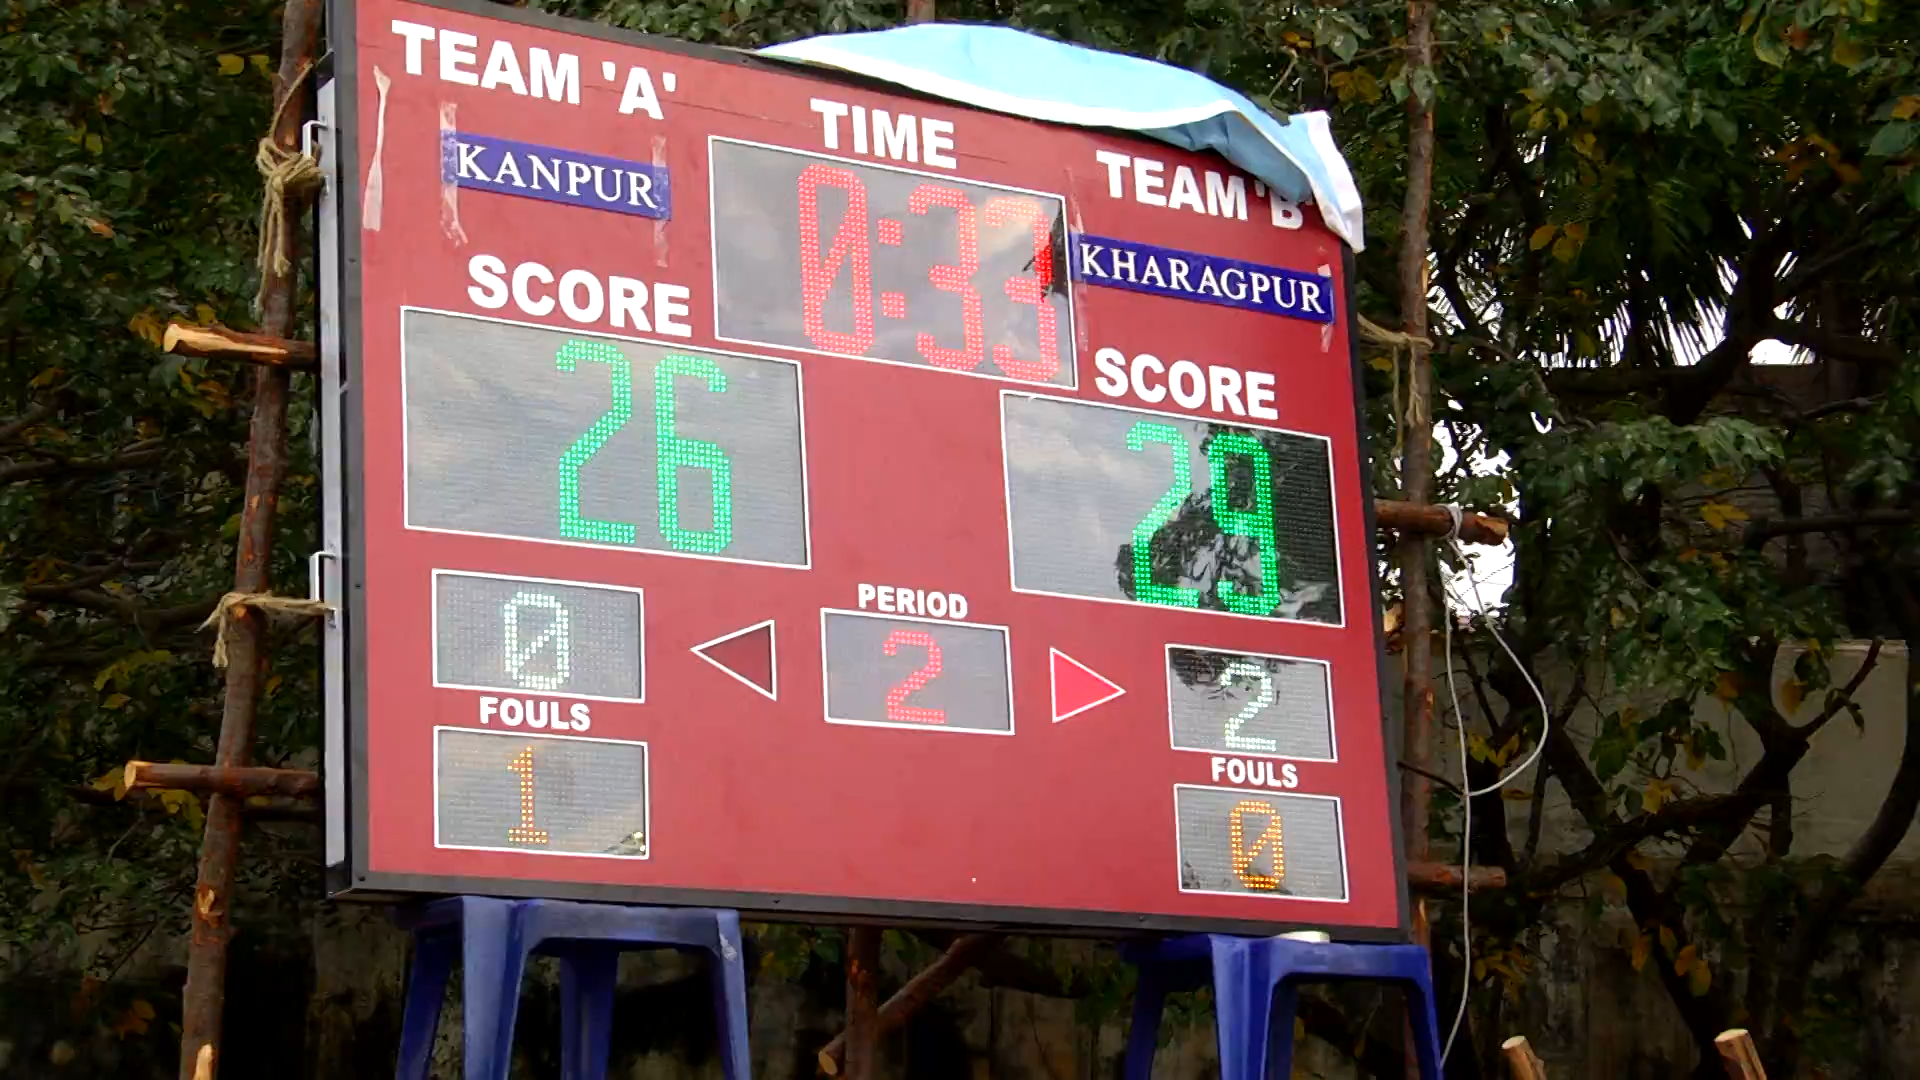 TEAM 'A'
TIME
TEAM 'B'
KANPUR
0:33
KHARAGPUR
SCORE
SCORE
26
29
PERIOD
0
2
2
FOULS
FOULS
1
0